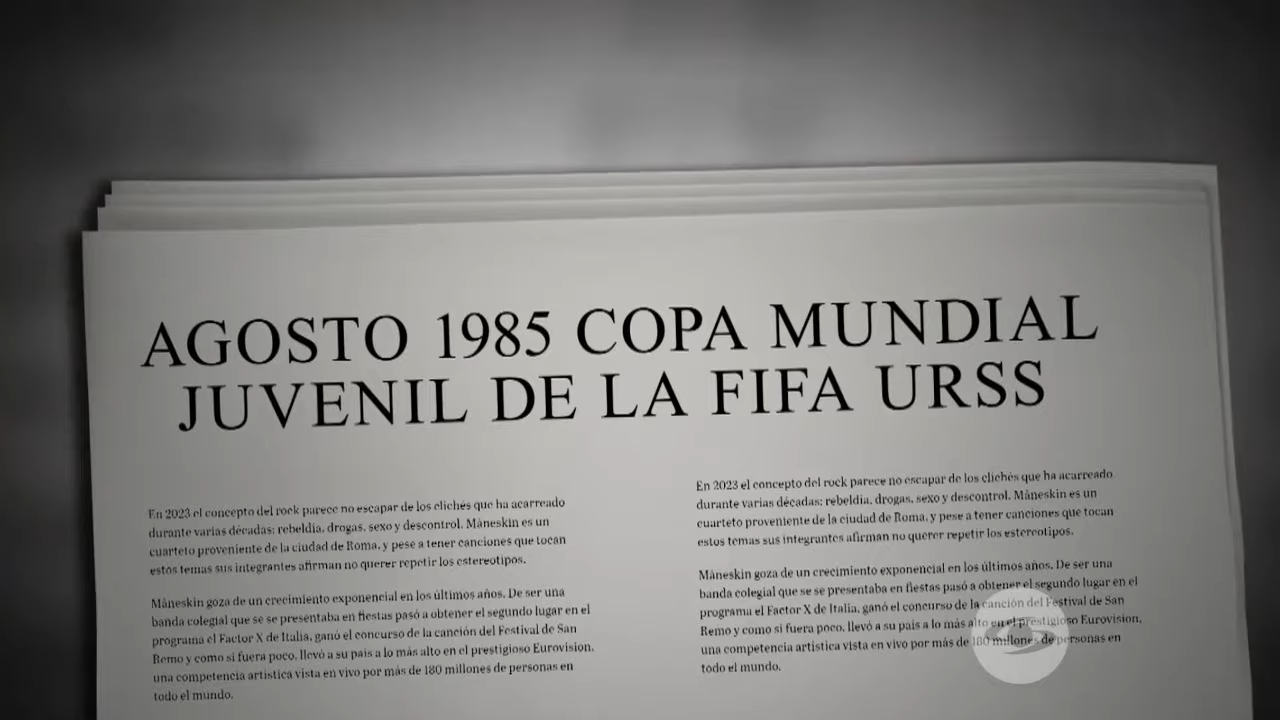 AGOSTO 1985 COPA MUNDIAL
JUVENIL DE LA FIFA URSS
En 2023 el concepto del rock parece no escapar de los clichés que ha acarreado
durante varias décadas: rebeldía, drogas, sexo y descontrol. Måneskin es un
cuarteto proveniente de la ciudad de Roma, y pese a tener canciones que tocan
estos temas sus integrantes afirman no querer repetir los estereotipos.
Måneskin goza de un crecimiento exponencial en los últimos años. De ser una
banda colegial que se se presentaba en fiestas pasó a obtener el segundo lugar en el
programa el Factor X de Italia, ganó el concurso de la canción del Festival de San
Remo y como si fuera poco, llevó a su país a lo más alto en el prestigioso Eurovision,
una competencia artística vista en vivo por más de 180 millones de personas en
todo el mundo.
En 2023 el concepto del rock parece no escapar de los clichés que ha acarreado
durante varias décadas: rebeldía, drogas, sexo y descontrol. Måneskin es un
cuarteto proveniente de la ciudad de Roma, y pese a tener canciones que tocan
estos temas sus integrantes afirman no querer repetir los estereotipos.
Måneskin goza de un crecimiento exponencial en los últimos años. De ser una
banda colegial que se se presentaba en fiestas pasó a obtener el segundo lugar en el
programa el Factor X de Italia, ganó el concurso de la canción del Festival de San
Remo y como si fuera poco, llevó a su país a lo más alto en el prestigioso Eurovision,
una competencia artística vista en vivo por más de 180 millones de personas en
todo el mundo.